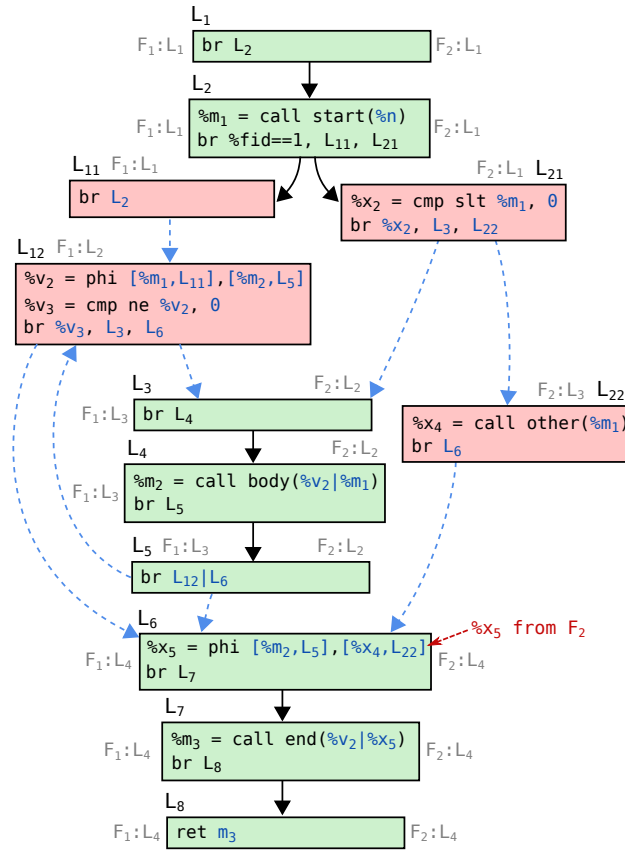 L₁
F₁:L₁ br L₂ F₂:L₁
L₂
F₁:L₁ %m₁ = call start(%n) F₂:L₁
br %fid==1, L₁₁, L₂₁
L₁₁ F₁:L₁
br L₂
F₂:L₁ L₂₁
%x₂ = cmp slt %m₁, 0
br %x₂, L₃, L₂₂
L₁₂ F₁:L₂
%v₂ = phi [%m₁,L₁₁],[%m₂,L₅]
%v₃ = cmp ne %v₂, 0
br %v₃, L₃, L₆
L₃ F₂:L₂
F₁:L₃ br L₄
F₂:L₃ L₂₂
%x₄ = call other(%m₁)
br L₆
L₄ F₂:L₂
F₁:L₃ %m₂ = call body(%v₂|%m₁)
br L₅
L₅ F₁:L₃ F₂:L₂
br L₁₂|L₆
L₆
%x₅ from F₂
F₁:L₄ %x₅ = phi [%m₂,L₅],[%x₄,L₂₂] F₂:L₄
br L₇
L₇
F₁:L₄ %m₃ = call end(%v₂|%x₅) F₂:L₄
br L₈
L₈
F₁:L₄ ret m₃ F₂:L₄